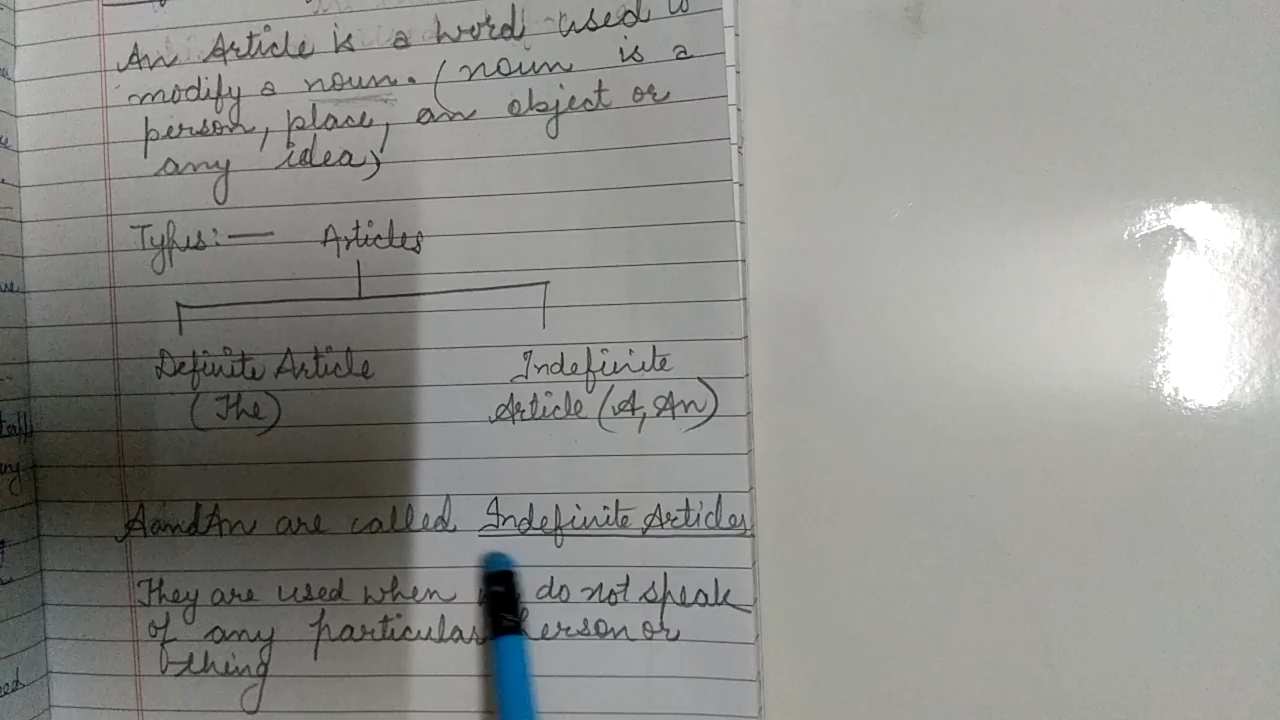 An Article is a word used to
modify a noun. (noun is a
person, place, an object or
any idea)
Types:— Articles
Definite Article
(The)
Indefinite
Article (A, An)
A and An are called Indefinite Articles
They are used when do not speak
of any particular person or
thing